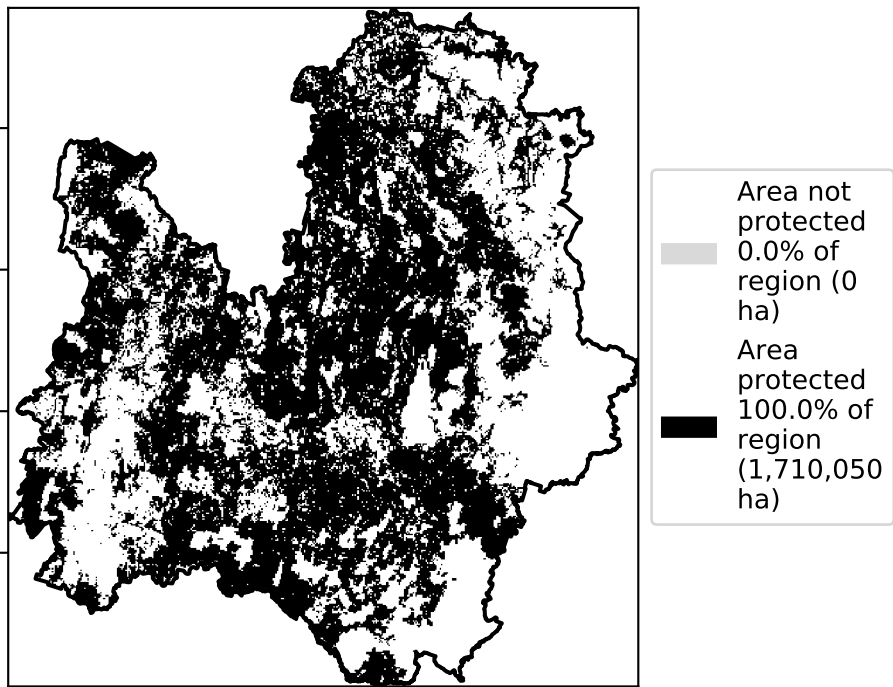 Area not
protected
0.0% of
region (0
ha)
Area
protected
100.0% of
region
(1,710,050
ha)